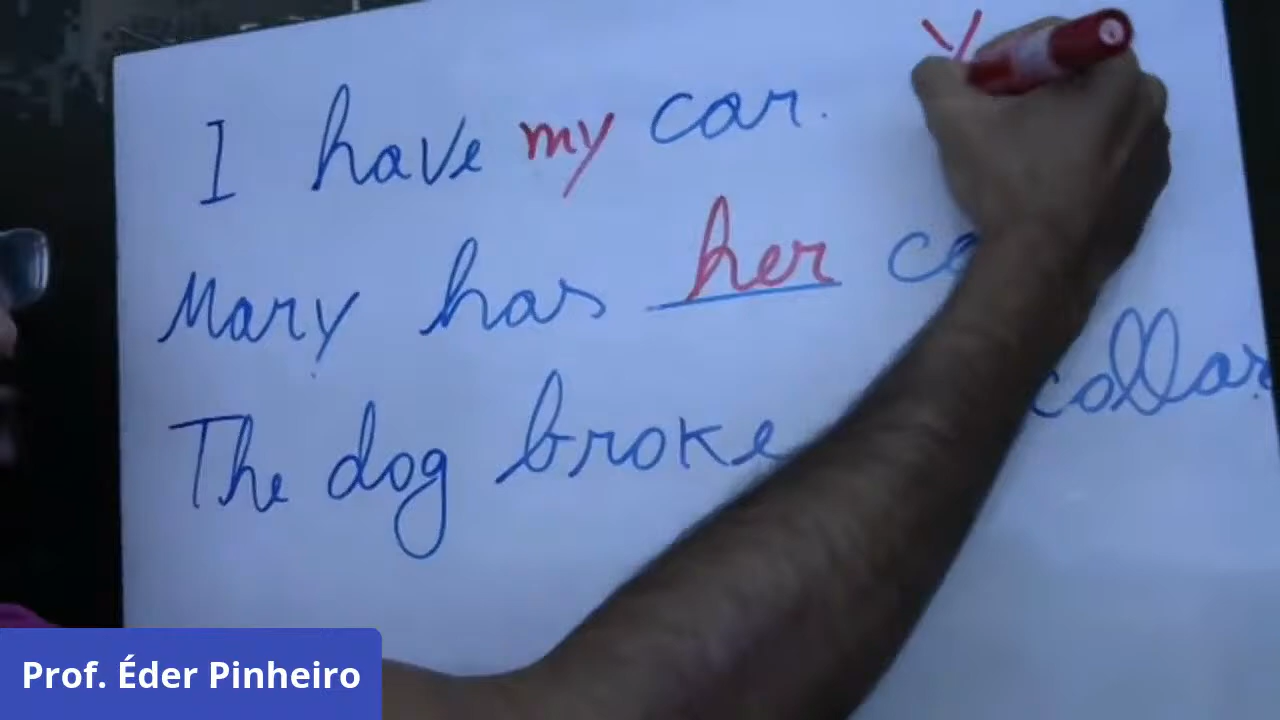 I have my car.
Mary has her
The dog broke collar.
Prof. Éder Pinheiro